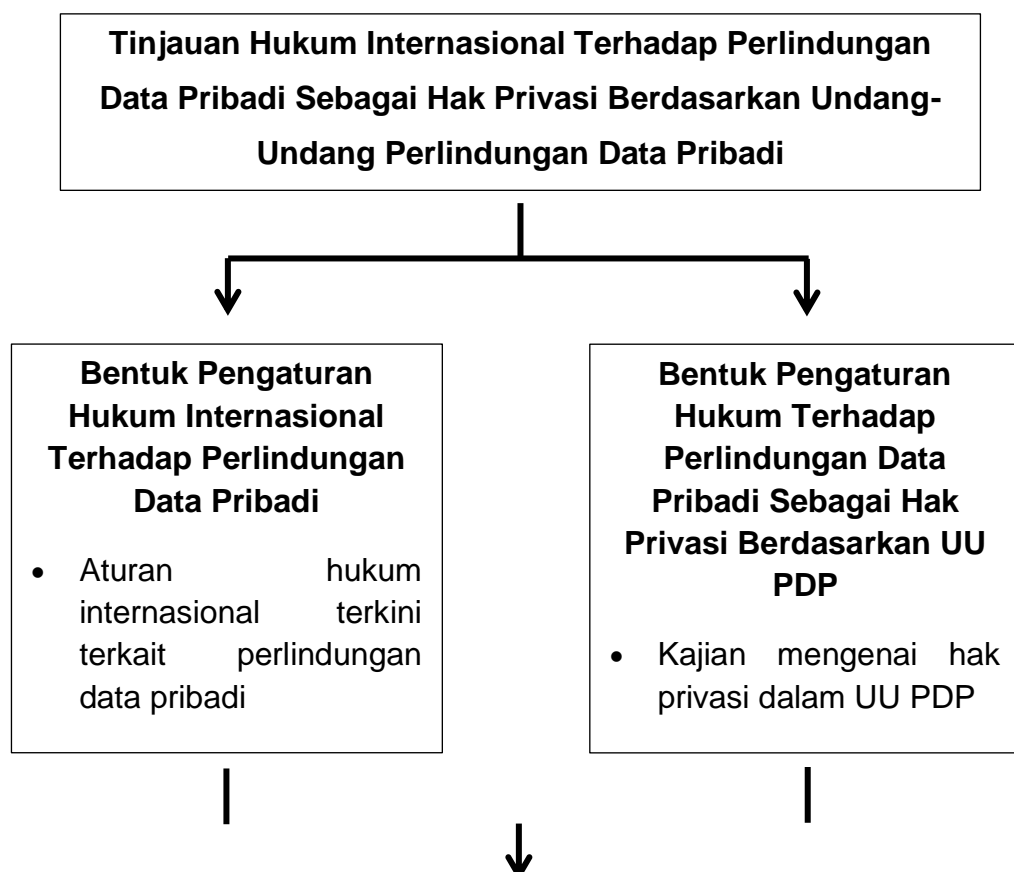 Tinjauan Hukum Internasional Terhadap Perlindungan
Data Pribadi Sebagai Hak Privasi Berdasarkan Undang-
Undang Perlindungan Data Pribadi
Bentuk Pengaturan
Hukum Internasional
Terhadap Perlindungan
Data Pribadi
• Aturan hukum
internasional terkini
terkait perlindungan
data pribadi
Bentuk Pengaturan
Hukum Terhadap
Perlindungan Data
Pribadi Sebagai Hak
Privasi Berdasarkan UU
PDP
• Kajian mengenai hak
privasi dalam UU PDP